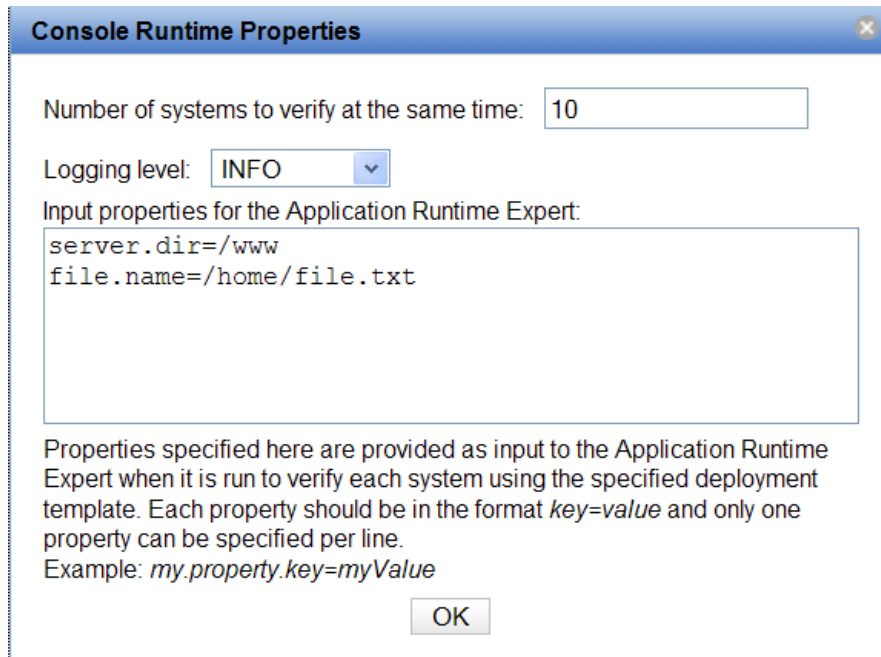 Console Runtime Properties
Number of systems to verify at the same time: 10
Logging level: INFO
Input properties for the Application Runtime Expert:
server.dir=/www
file.name=/home/file.txt
Properties specified here are provided as input to the Application Runtime
Expert when it is run to verify each system using the specified deployment
template. Each property should be in the format key=value and only one
property can be specified per line.
Example: my.property.key=myValue
OK